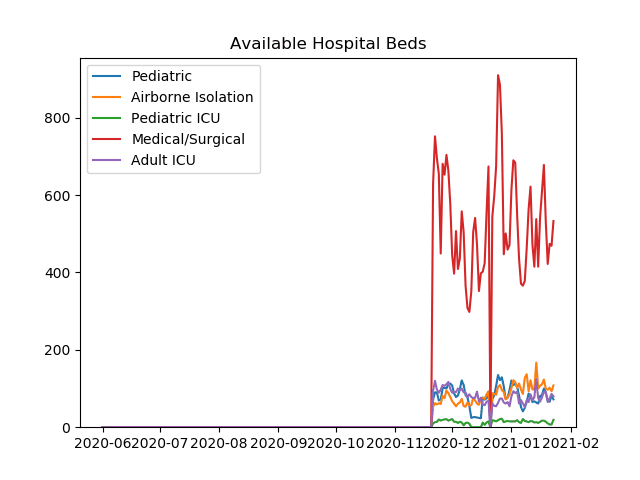 Available Hospital Beds
Pediatric
Airborne Isolation
Pediatric ICU
Medical/Surgical
Adult ICU
800
600
400
200
0
2020-06 2020-07 2020-08 2020-09 2020-10 2020-11 2020-12 2021-01 2021-02